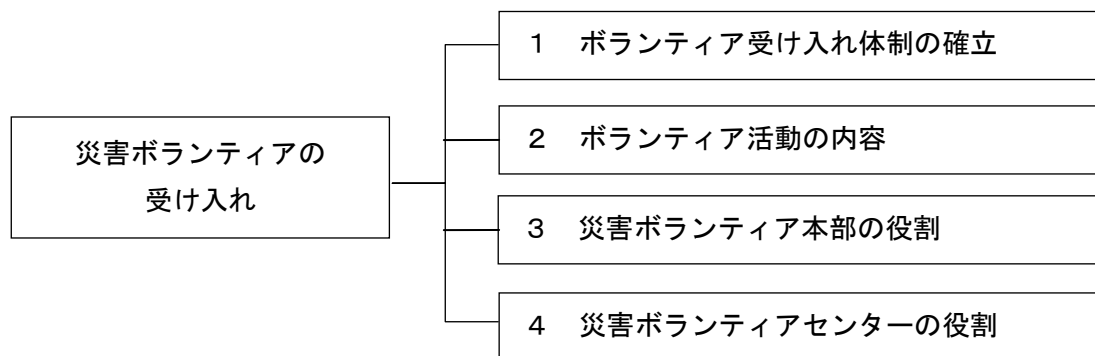 災害ボランティアの
受け入れ
１　ボランティア受け入れ体制の確立
２　ボランティア活動の内容
３　災害ボランティア本部の役割
４　災害ボランティアセンターの役割